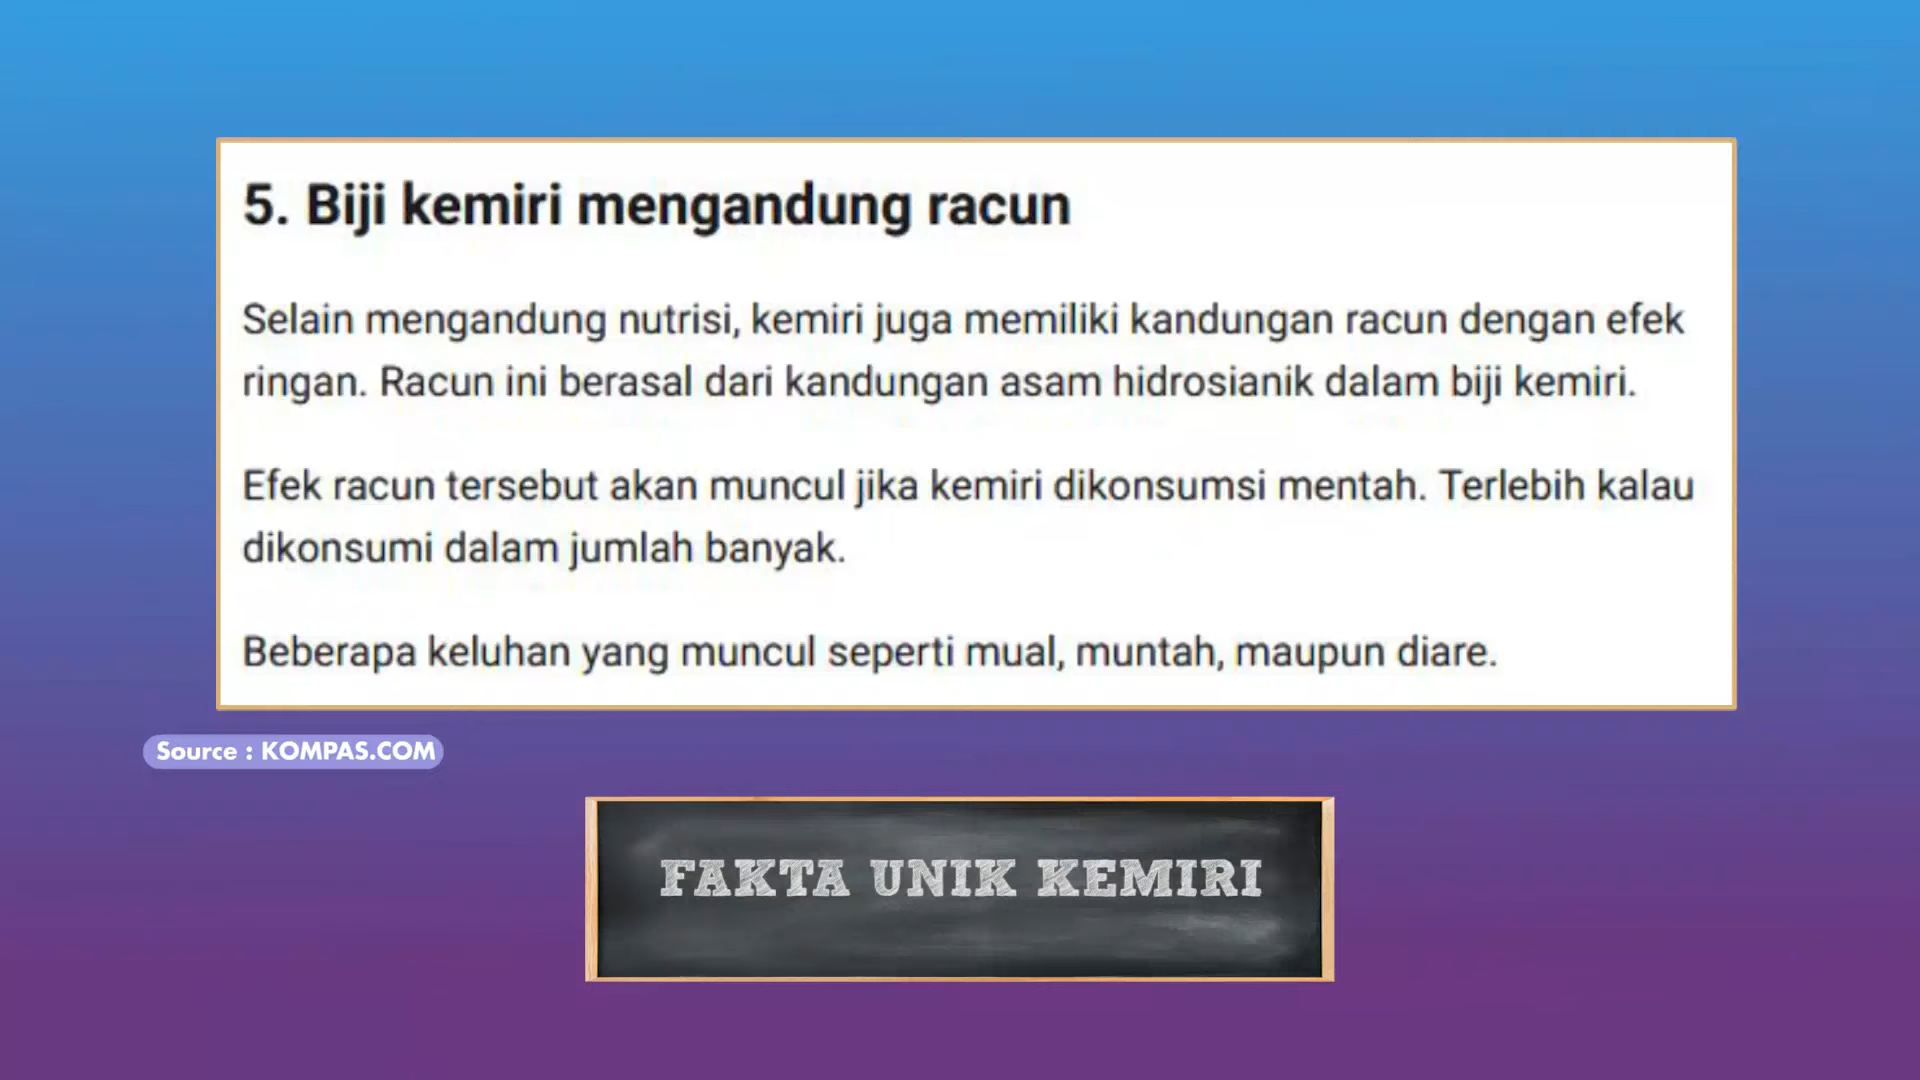 5. Biji kemiri mengandung racun
Selain mengandung nutrisi, kemiri juga memiliki kandungan racun dengan efek
ringan. Racun ini berasal dari kandungan asam hidrosianik dalam biji kemiri.
Efek racun tersebut akan muncul jika kemiri dikonsumsi mentah. Terlebih kalau
dikonsumi dalam jumlah banyak.
Beberapa keluhan yang muncul seperti mual, muntah, maupun diare.
Source : KOMPAS.COM
FAKTA UNIK KEMIRI